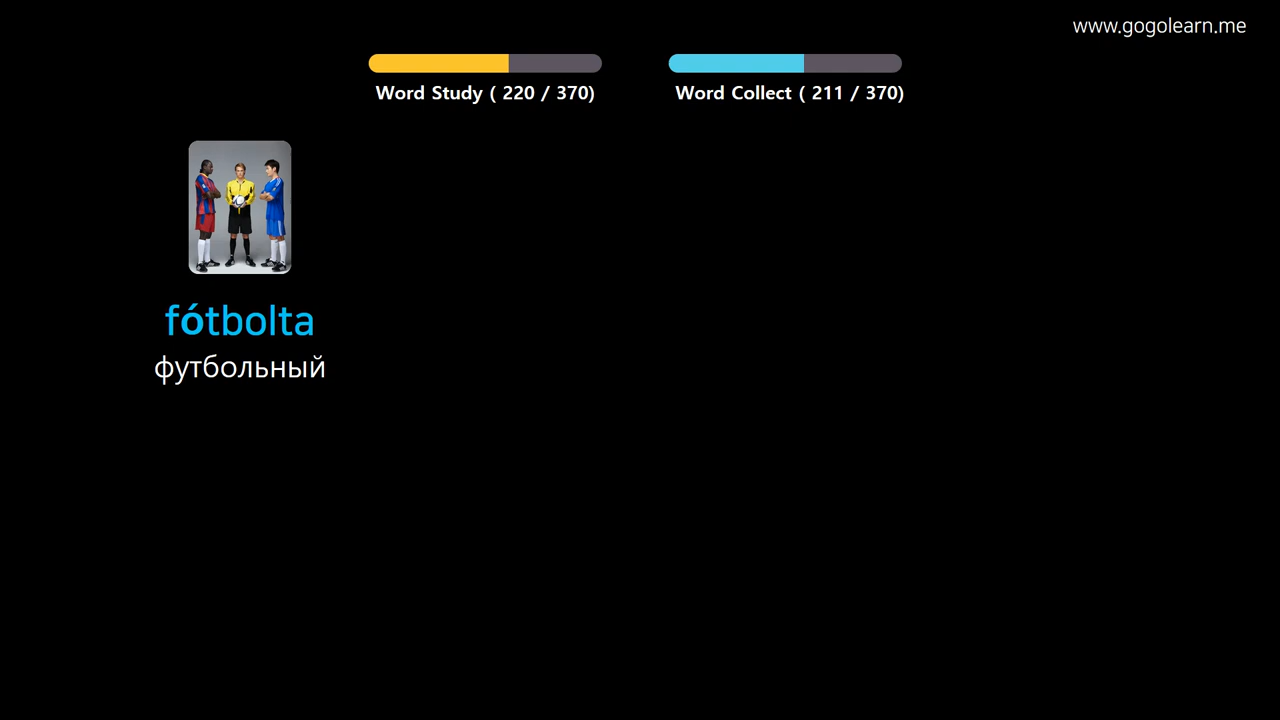 www.gogolearn.me
Word Study ( 220 / 370)
Word Collect ( 211 / 370)
fótbolta
футбольный